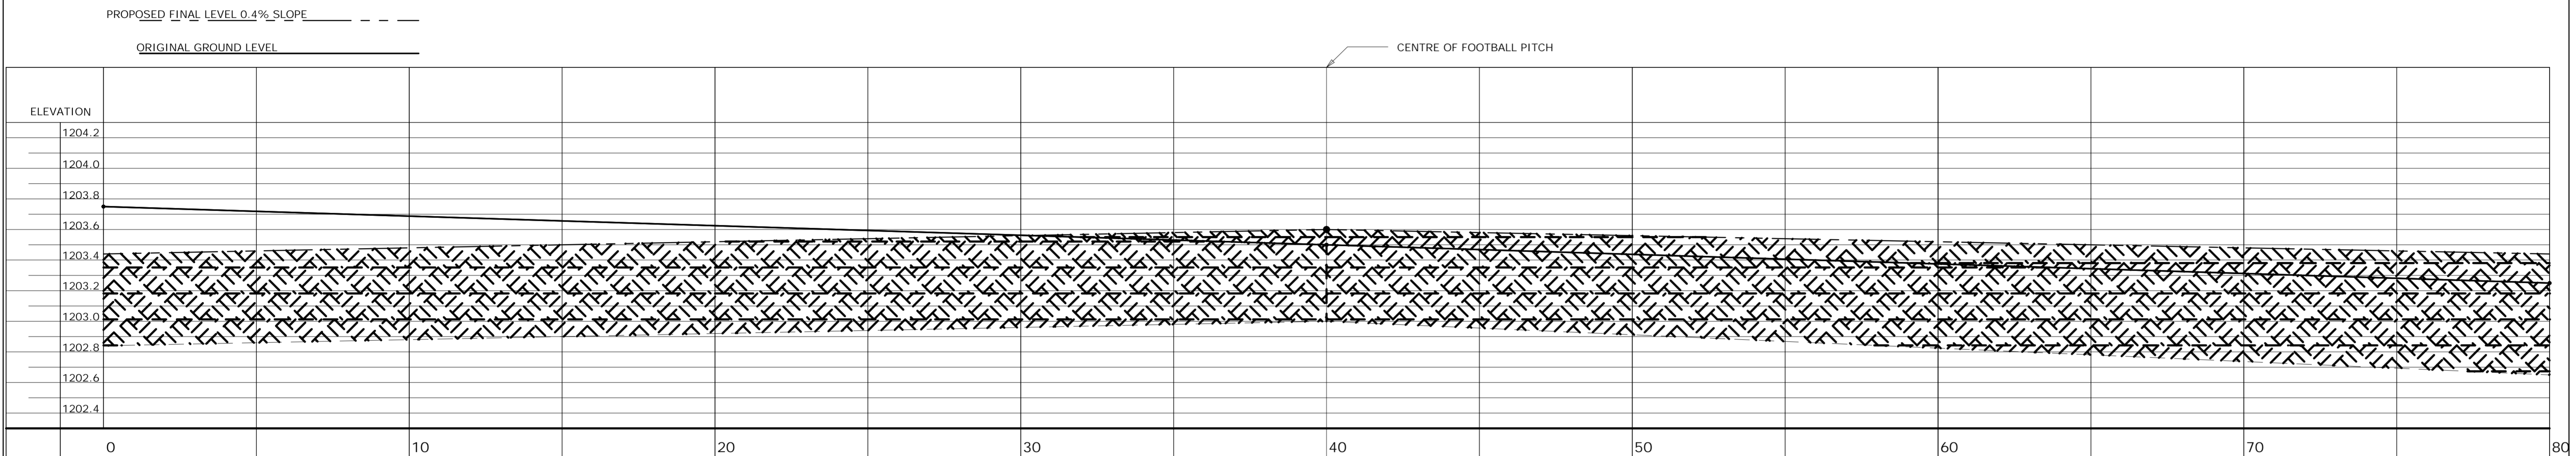 PROPOSED FINAL LEVEL 0.4% SLOPE
ORIGINAL GROUND LEVEL
CENTRE OF FOOTBALL PITCH
ELEVATION
1204.2
1204.0
1203.8
1203.6
1203.4
1203.2
1203.0
1202.8
1202.6
1202.4
0 10 20 30 40 50 60 70 80